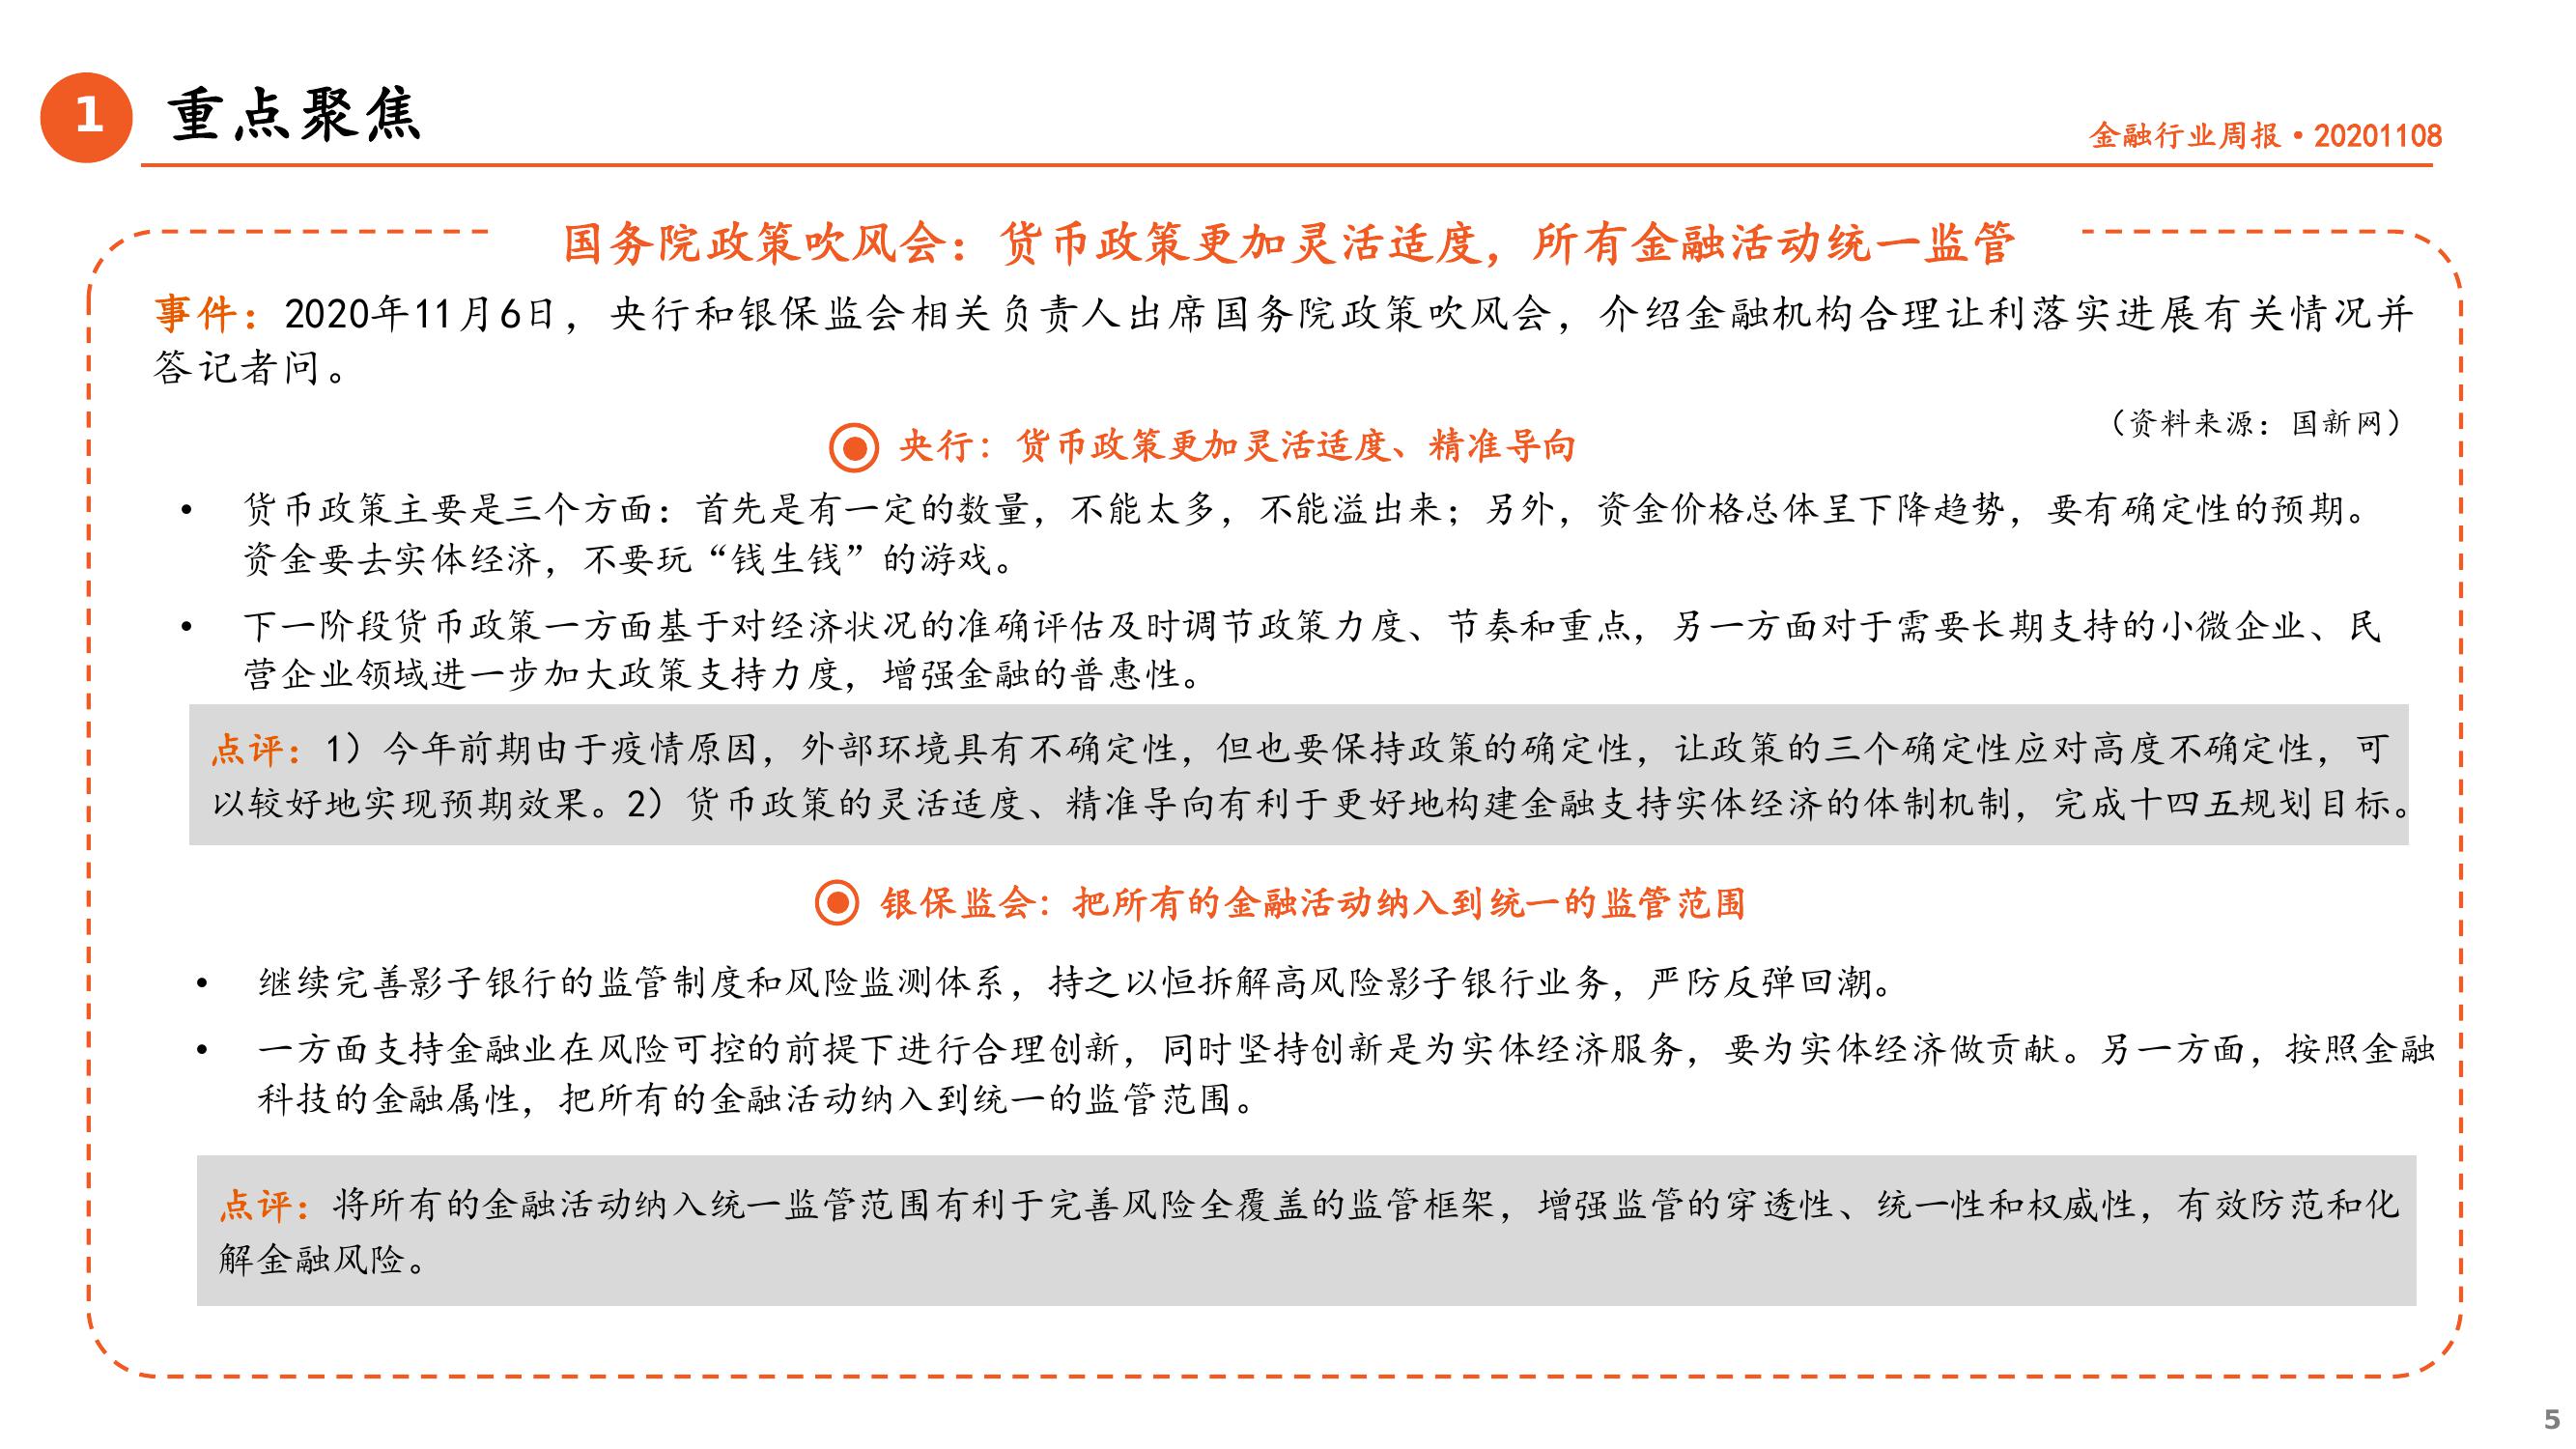 1 重点聚焦
金融行业周报•20201108
国务院政策吹风会：货币政策更加灵活适度，所有金融活动统一监管
事件：2020年11月6日，央行和银保监会相关负责人出席国务院政策吹风会，介绍金融机构合理让利落实进展有关情况并
答记者问。
（资料来源：国新网）
央行：货币政策更加灵活适度、精准导向
• 货币政策主要是三个方面：首先是有一定的数量，不能太多，不能溢出来；另外，资金价格总体呈下降趋势，要有确定性的预期。
资金要去实体经济，不要玩“钱生钱”的游戏。
• 下一阶段货币政策一方面基于对经济状况的准确评估及时调节政策力度、节奏和重点，另一方面对于需要长期支持的小微企业、民
营企业领域进一步加大政策支持力度，增强金融的普惠性。
点评：1）今年前期由于疫情原因，外部环境具有不确定性，但也要保持政策的确定性，让政策的三个确定性应对高度不确定性，可
以较好地实现预期效果。2）货币政策的灵活适度、精准导向有利于更好地构建金融支持实体经济的体制机制，完成十四五规划目标。
银保监会：把所有的金融活动纳入到统一的监管范围
• 继续完善影子银行的监管制度和风险监测体系，持之以恒拆解高风险影子银行业务，严防反弹回潮。
• 一方面支持金融业在风险可控的前提下进行合理创新，同时坚持创新是为实体经济服务，要为实体经济做贡献。另一方面，按照金融
科技的金融属性，把所有的金融活动纳入到统一的监管范围。
点评：将所有的金融活动纳入统一监管范围有利于完善风险全覆盖的监管框架，增强监管的穿透性、统一性和权威性，有效防范和化
解金融风险。
5